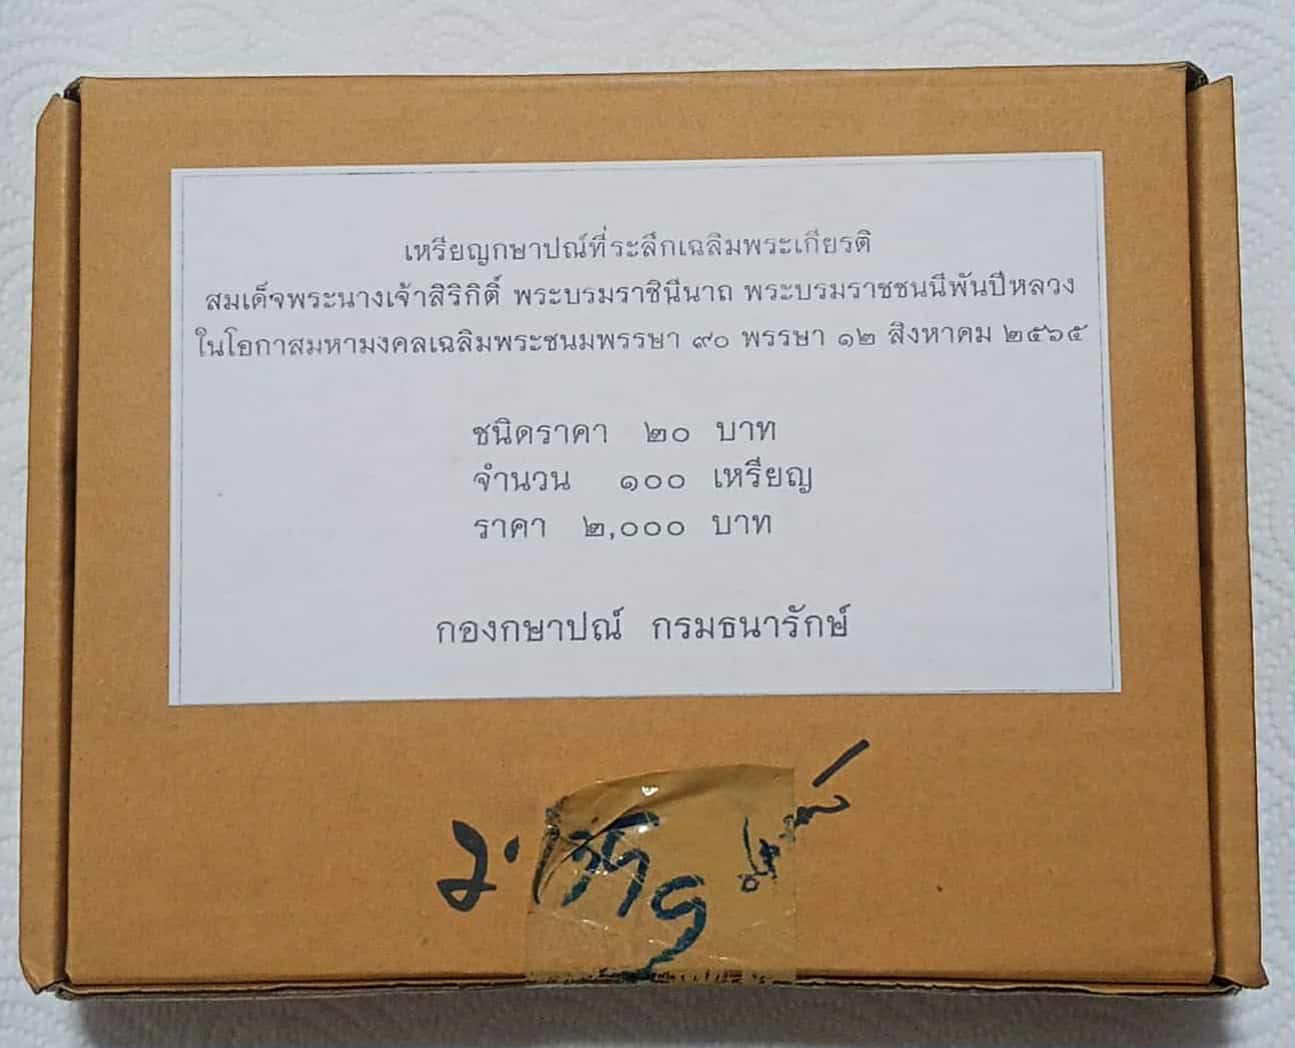 เหรียญกษาปณ์ที่ระลึกเฉลิมพระเกียรติ
สมเด็จพระนางเจ้าสิริกิติ์ พระบรมราชินีนาถ พระบรมราชชนนีพันปีหลวง
ในโอกาสมหามงคลเฉลิมพระชนมพรรษา ๙๐ พรรษา ๑๒ สิงหาคม ๒๕๖๕
ชนิดราคา ๒๐ บาท
จำนวน ๑๐๐ เหรียญ
ราคา ๒,๐๐๐ บาท
กองกษาปณ์ กรมธนารักษ์